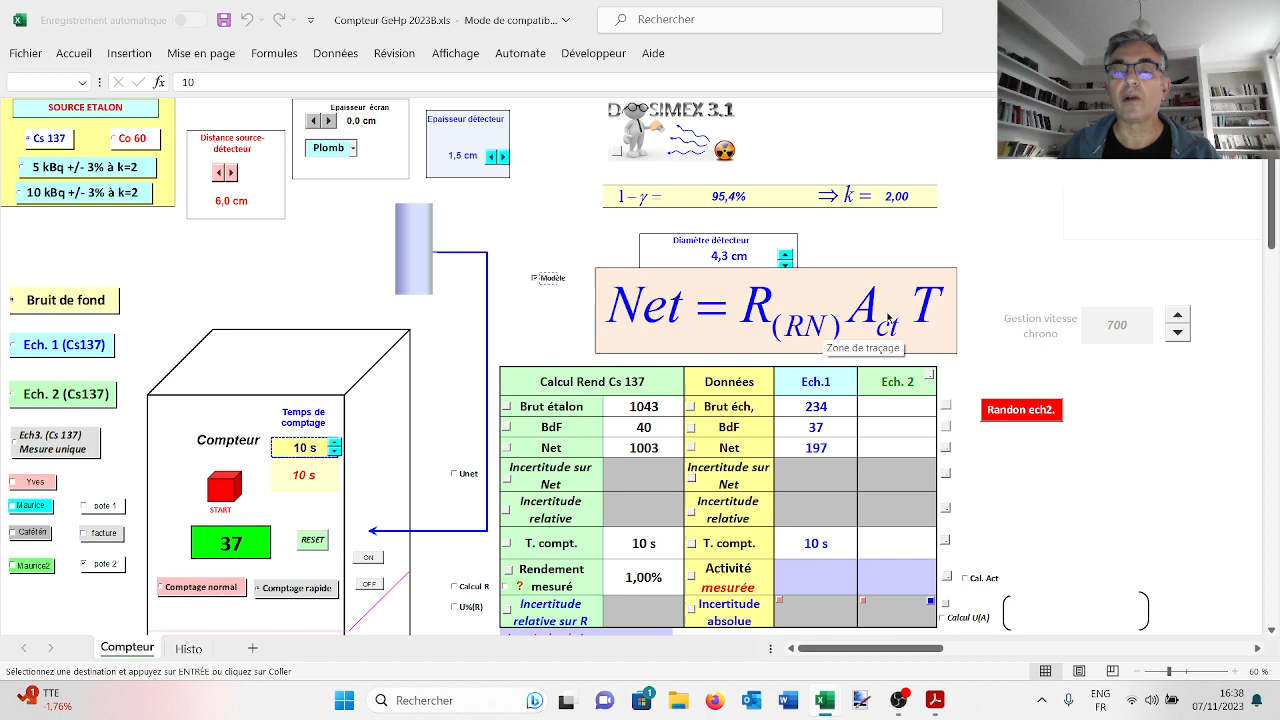 Enregistrement automatique
Compteur GeHp 2023B.xls - Mode de compatib...
Rechercher
Fichier Accueil Insertion Mise en page Formules Données Révision Affichage Automate Développeur Aide
fx 10
SOURCE ETALON
Cs 137
Co 60
5 kBq +/- 3% à k=2
10 kBq +/- 3% à k=2
Distance source-
détecteur
6,0 cm
Epaisseur écran
0,0 cm
Plomb
Epaisseur détecteur
1,5 cm
DOSIMEX 3.1
1-γ = 95,4% ⇒ k = 2,00
Diamètre détecteur
4,3 cm
Modèle
Net = R(RN) Act T
Zone de traçage
Gestion vitesse
chrono
700
Bruit de fond
Ech. 1 (Cs137)
Ech. 2 (Cs137)
Ech3. (Cs 137)
Mesure unique
Yves
Maurice
pote 1
Cafétéri
facture
Maurice2
pote 2
Compteur
Temps de
comptage
10 s
10 s
START
37
RESET
Comptage normal
Comptage rapide
ON
OFF
Unet
Calcul R
U%(R)
Calcul Rend Cs 137 Données Ech.1 Ech. 2
Brut étalon 1043 Brut éch, 234
BdF 40 BdF 37
Net 1003 Net 197
Incertitude sur
Net
Incertitude sur
Net
Incertitude
relative
Incertitude
relative
T. compt. 10 s T. compt. 10 s
Rendement
? mesuré
1,00%
Activité
mesurée
Incertitude
relative sur R
Incertitude
absolue
Randon ech2.
Cal. Act
Calcul U(A)
Compteur
Histo
Sélectionnez une destination et appuyez sur ENTRÉE ou cliquez sur Coller
60 %
1
TTE
-1,76%
Rechercher
1
ENG
FR
16:38
07/11/2023